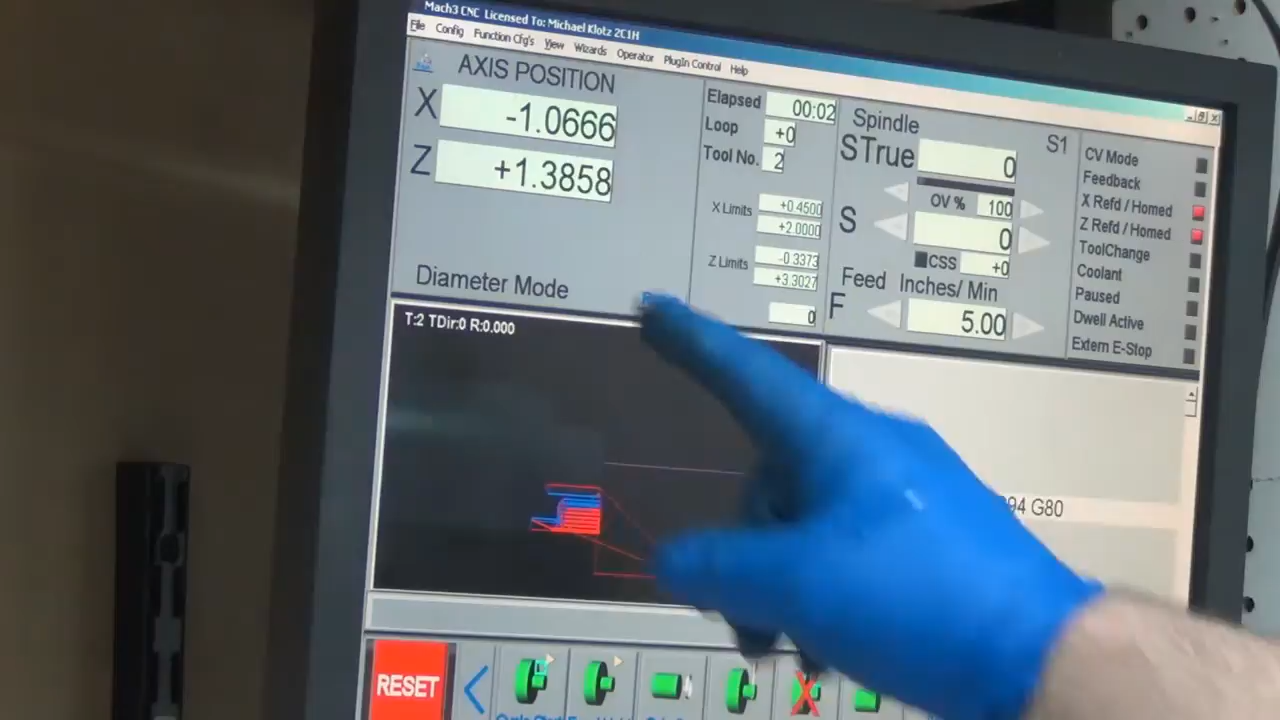 Mach3 CNC Licensed To: Michael Klotz 2C1H
File Config Function Cfg's View Wizards Operator PlugIn Control Help
AXIS POSITION
X -1.0666
Z +1.3858
Diameter Mode
Elapsed 00:02
Loop +0
Tool No. 2
X Limits +0.4500
+2.0000
Z Limits -0.3373
+3.3027
0
Spindle
S1
STrue 0
OV % 100
S 0
CSS +0
Feed Inches/ Min
F 5.00
CV Mode
Feedback
X Refd / Homed
Z Refd / Homed
ToolChange
Coolant
Paused
Dwell Active
Extern E-Stop
T:2 TDir:0 R:0.000
G80
RESET